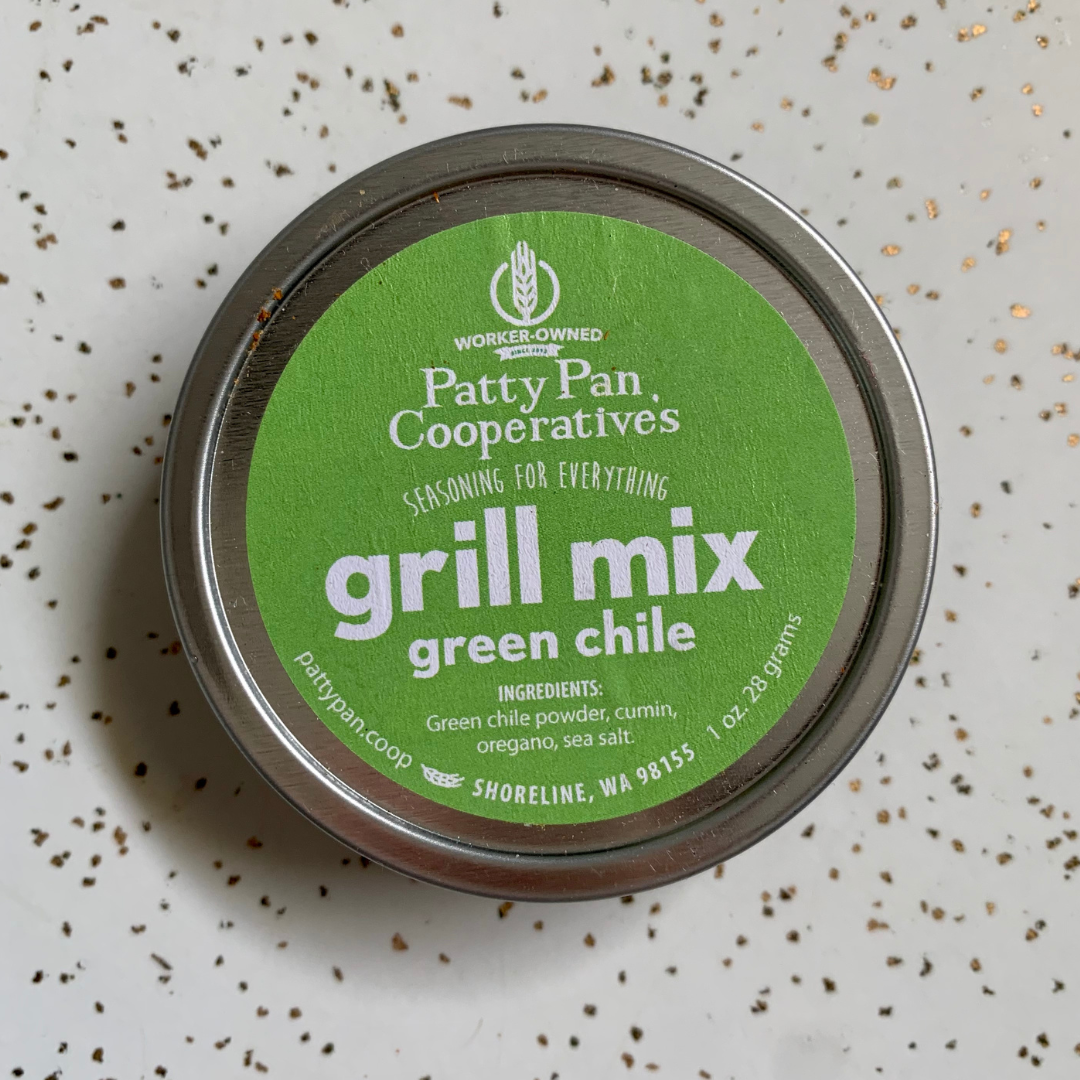 WORKER-OWNED
Patty Pan
Cooperatives
SEASONING FOR EVERYTHING
grill mix
green chile
INGREDIENTS:
Green chile powder, cumin,
oregano, sea salt.
pattypan.coop
SHORELINE, WA 98155
1 oz. 28 grams